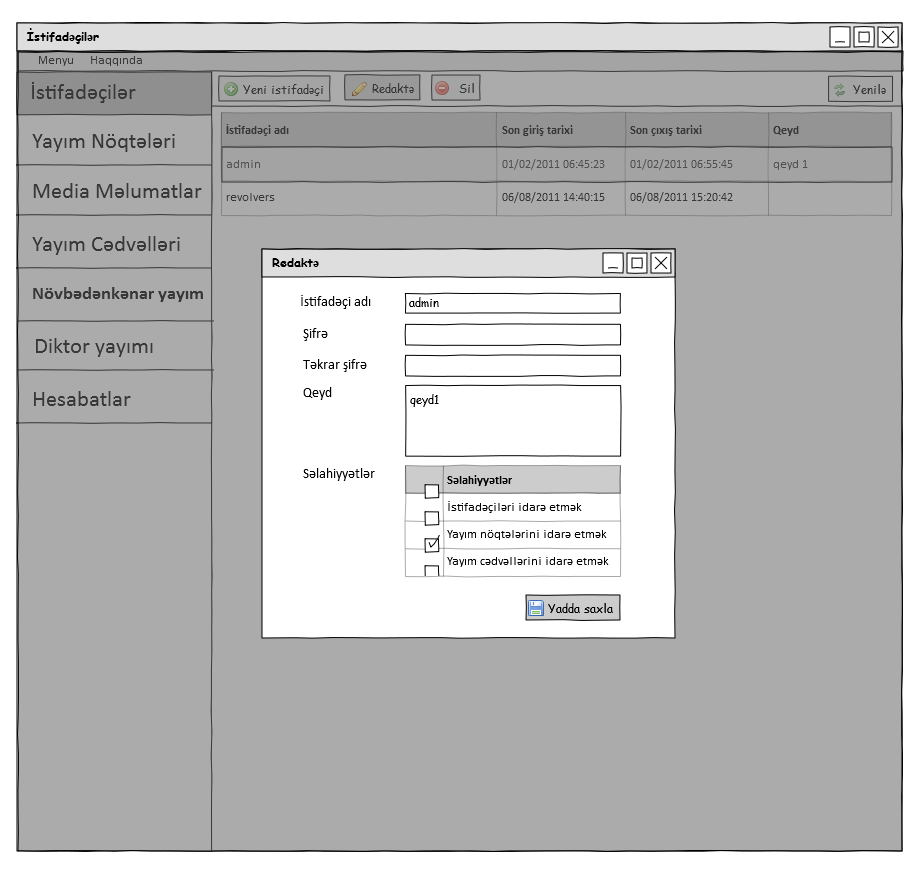 İstifadəçilər
Menyu Haqqında
İstifadəçilər
Yayım Nöqtələri
Media Məlumatlar
Yayım Cədvəlləri
Növbədənkənar yayım
Diktor yayımı
Hesabatlar
Yeni istifadəçi Redaktə Sil Yenilə
İstifadəçi adı Son giriş tarixi Son çıxış tarixi Qeyd
admin 01/02/2011 06:45:23 01/02/2011 06:55:45 qeyd 1
revolvers 06/08/2011 14:40:15 06/08/2011 15:20:42
Redaktə
İstifadəçi adı admin
Şifrə
Təkrar şifrə
Qeyd qeyd1
Səlahiyyətlər Səlahiyyətlər
İstifadəçiləri idarə etmək
Yayım nöqtələrini idarə etmək
Yayım cədvəllərini idarə etmək
Yadda saxla